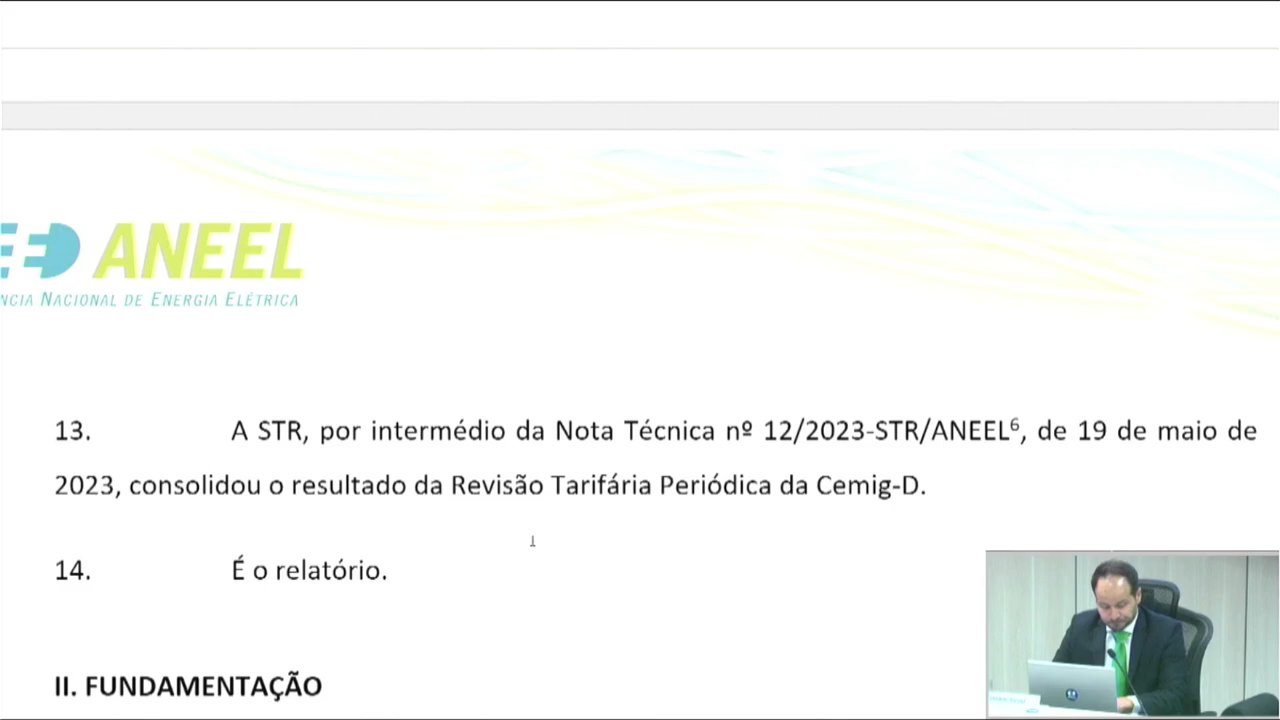 ANEEL
NCIA NACIONAL DE ENERGIA ELÉTRICA
13. A STR, por intermédio da Nota Técnica nº 12/2023-STR/ANEEL⁶, de 19 de maio de
2023, consolidou o resultado da Revisão Tarifária Periódica da Cemig-D.
14. É o relatório.
II. FUNDAMENTAÇÃO